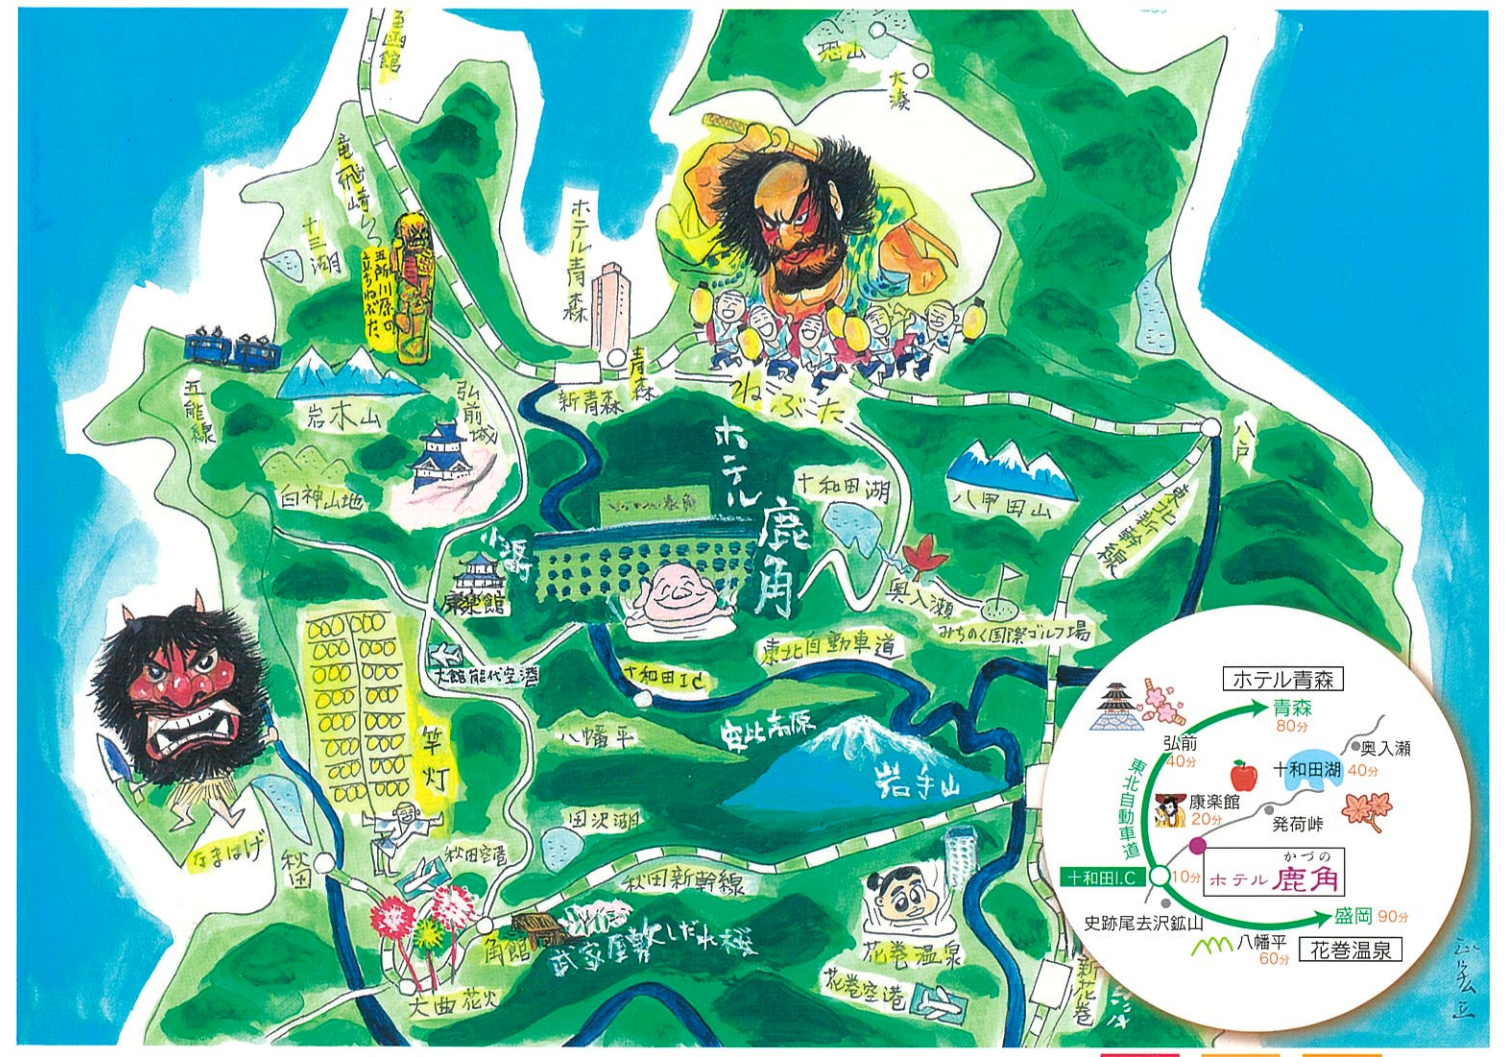 至函館
恐山
大湊
竜飛崎
十三湖
五所川原の
立ちねぶた
ホテル青森
青森
新青森
ねぶた
五能線
岩木山
弘前城
白神山地
ホテル鹿角
十和田湖
八甲田山
八戸
東北新幹線
小坂町
康楽館
奥入瀬
みちのく国際ゴルフ場
大館能代空港
東北自動車道
十和田IC
八幡平
安比高原
岩手山
竿灯
なまはげ
秋田
田沢湖
秋田空港
秋田新幹線
角館
武家屋敷しだれ桜
大曲花火
花巻温泉
花巻空港
新花巻
ホテル青森
青森
80分
弘前
40分
奥入瀬
十和田湖
40分
東北自動車道
康楽館
20分
発荷峠
かづの
ホテル鹿角
十和田I.C
10分
史跡尾去沢鉱山
盛岡 90分
八幡平
60分
花巻温泉